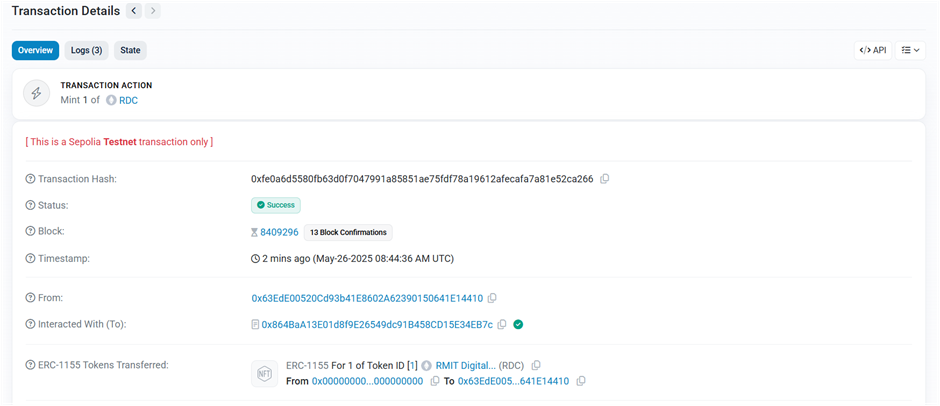 Transaction Details
Overview Logs (3) State </> API
TRANSACTION ACTION
Mint 1 of RDC
[ This is a Sepolia Testnet transaction only ]
Transaction Hash: 0xfe0a6d5580fb63d0f7047991a85851ae75fdf78a19612afecafa7a81e52ca266
Status: Success
Block: 8409296 13 Block Confirmations
Timestamp: 2 mins ago (May-26-2025 08:44:36 AM UTC)
From: 0x63EdE00520Cd93b41E8602A62390150641E14410
Interacted With (To): 0x864BaA13E01d8f9E26549dc91B458CD15E34EB7c
ERC-1155 Tokens Transferred: NFT ERC-1155 For 1 of Token ID [1] RMIT Digital... (RDC)
From 0x00000000...000000000 To 0x63EdE005...641E14410